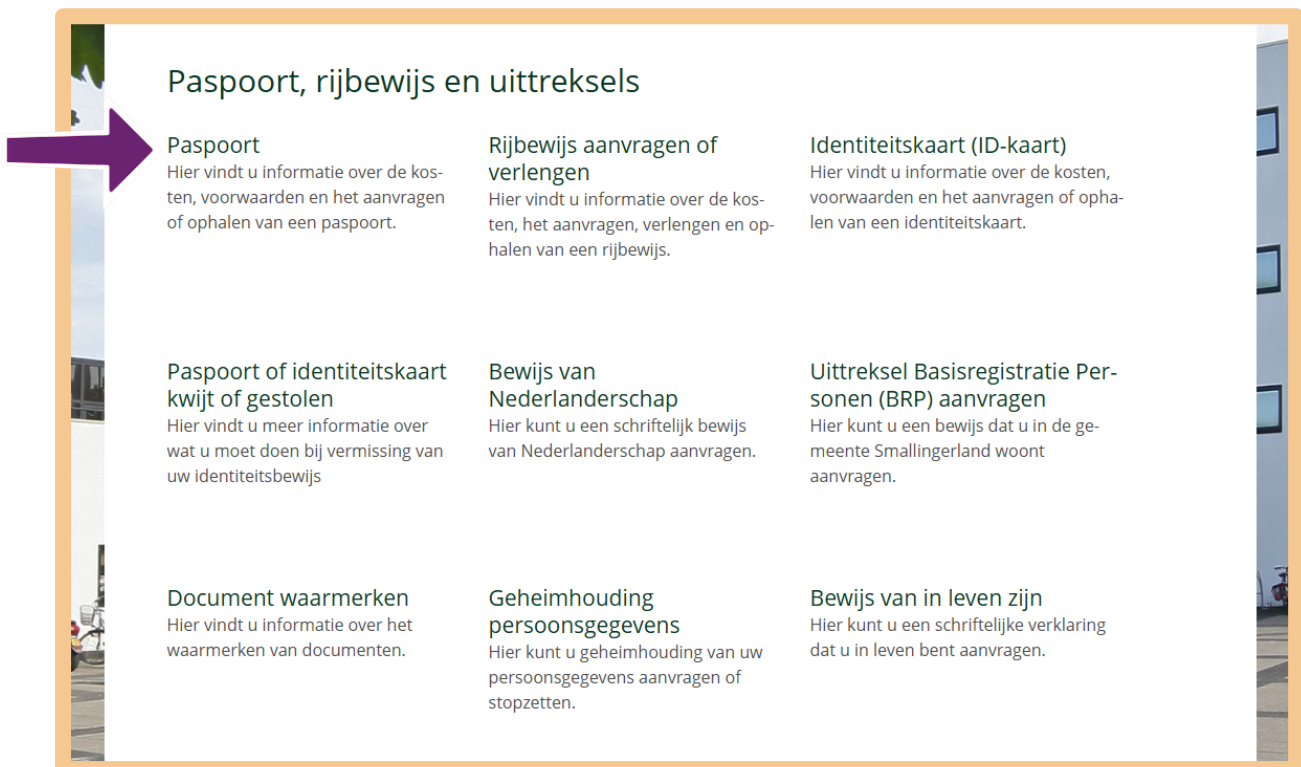 Paspoort, rijbewijs en uittreksels
Paspoort
Hier vindt u informatie over de kos-
ten, voorwaarden en het aanvragen
of ophalen van een paspoort.
Rijbewijs aanvragen of
verlengen
Hier vindt u informatie over de kos-
ten, het aanvragen, verlengen en op-
halen van een rijbewijs.
Identiteitskaart (ID-kaart)
Hier vindt u informatie over de kosten,
voorwaarden en het aanvragen of opha-
len van een identiteitskaart.
Paspoort of identiteitskaart
kwijt of gestolen
Hier vindt u meer informatie over
wat u moet doen bij vermissing van
uw identiteitsbewijs
Bewijs van
Nederlanderschap
Hier kunt u een schriftelijk bewijs
van Nederlanderschap aanvragen.
Uittreksel Basisregistratie Per-
sonen (BRP) aanvragen
Hier kunt u een bewijs dat u in de ge-
meente Smallingerland woont
aanvragen.
Document waarmerken
Hier vindt u informatie over het
waarmerken van documenten.
Geheimhouding
persoonsgegevens
Hier kunt u geheimhouding van uw
persoonsgegevens aanvragen of
stopzetten.
Bewijs van in leven zijn
Hier kunt u een schriftelijke verklaring
dat u in leven bent aanvragen.